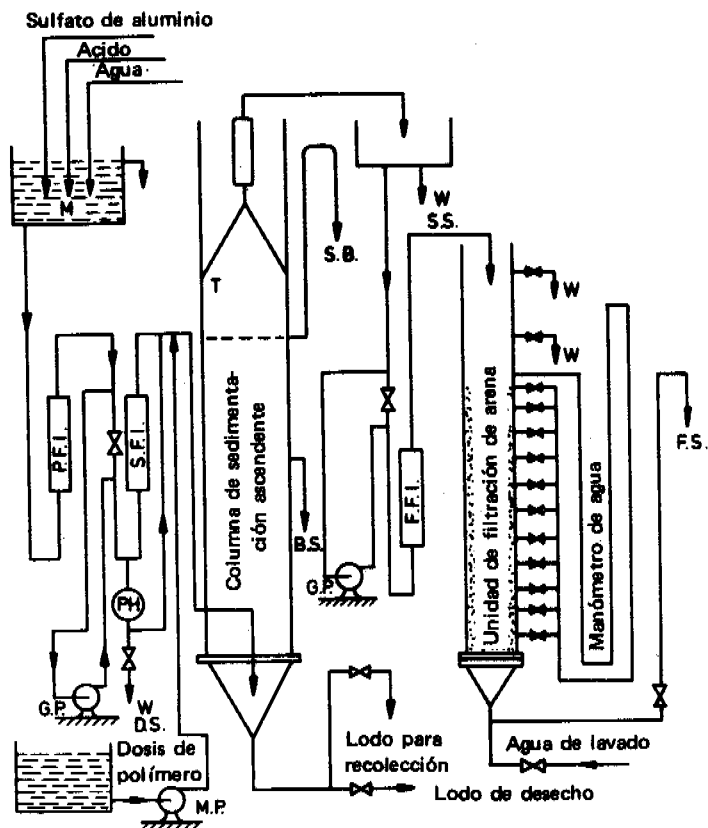 Sulfato de aluminio
Acido
Agua
M
W
S.S.
S.B.
T
W
W
P.F.I.
S.F.I.
Columna de sedimenta-
ción ascendente
B.S.
F.F.I.
Unidad de filtración de arena
Manómetro de agua
F.S.
G.P.
PH
G.P.
W
D.S.
Dosis de
polímero
M.P.
Lodo para
recolección
Agua de lavado
Lodo de desecho